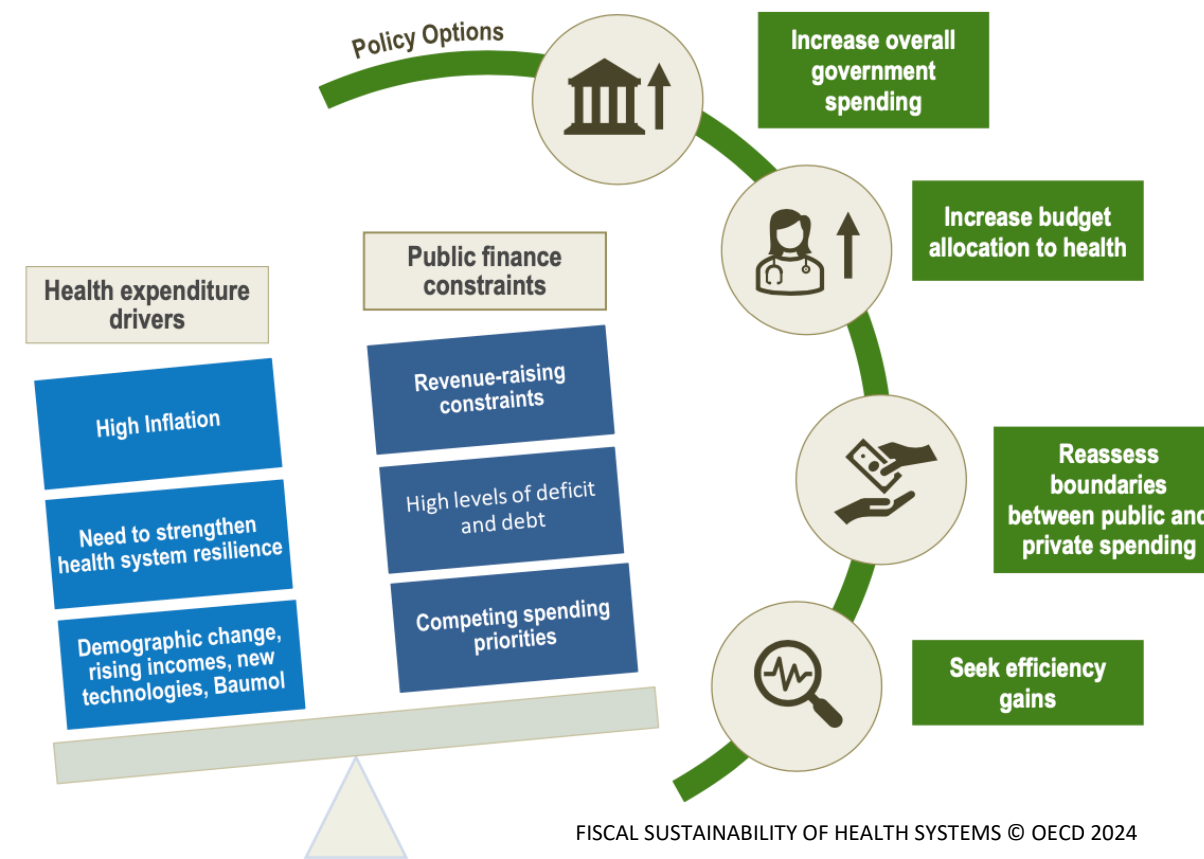 Policy Options
Increase overall
government
spending
Increase budget
allocation to health
Reassess
boundaries
between public and
private spending
Seek efficiency
gains
Health expenditure
drivers
High Inflation
Need to strengthen
health system resilience
Demographic change,
rising incomes, new
technologies, Baumol
Public finance
constraints
Revenue-raising
constraints
High levels of deficit
and debt
Competing spending
priorities
FISCAL SUSTAINABILITY OF HEALTH SYSTEMS © OECD 2024